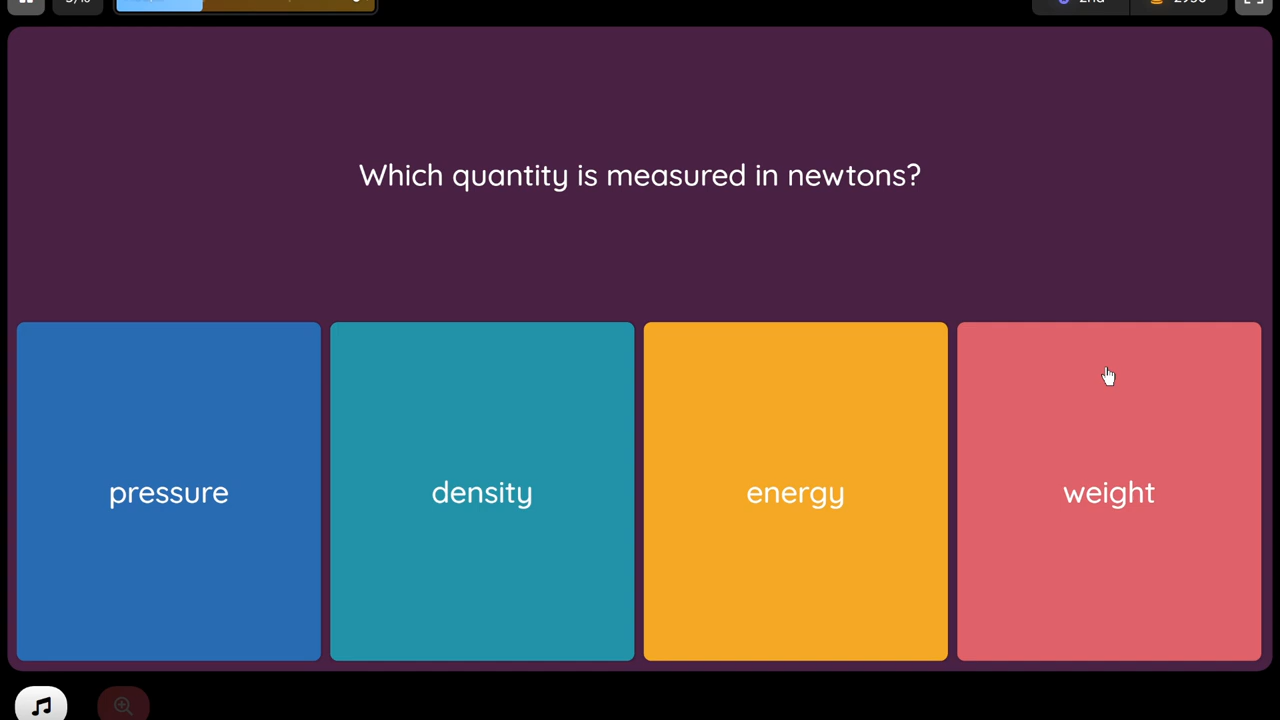 Which quantity is measured in newtons?
pressure
density
energy
weight